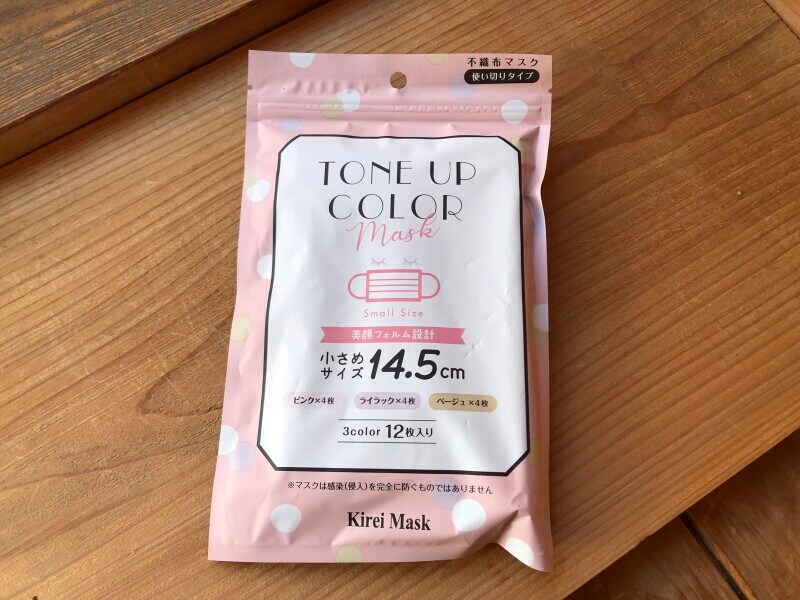 不織布マスク
使い切りタイプ
TONE UP
COLOR
Mask
Small Size
美顔フォルム設計
小さめ
サイズ 14.5cm
ピンク×4枚 ライラック×4枚 ベージュ×4枚
3color 12枚入り
※マスクは感染(侵入)を完全に防ぐものではありません
Kirei Mask